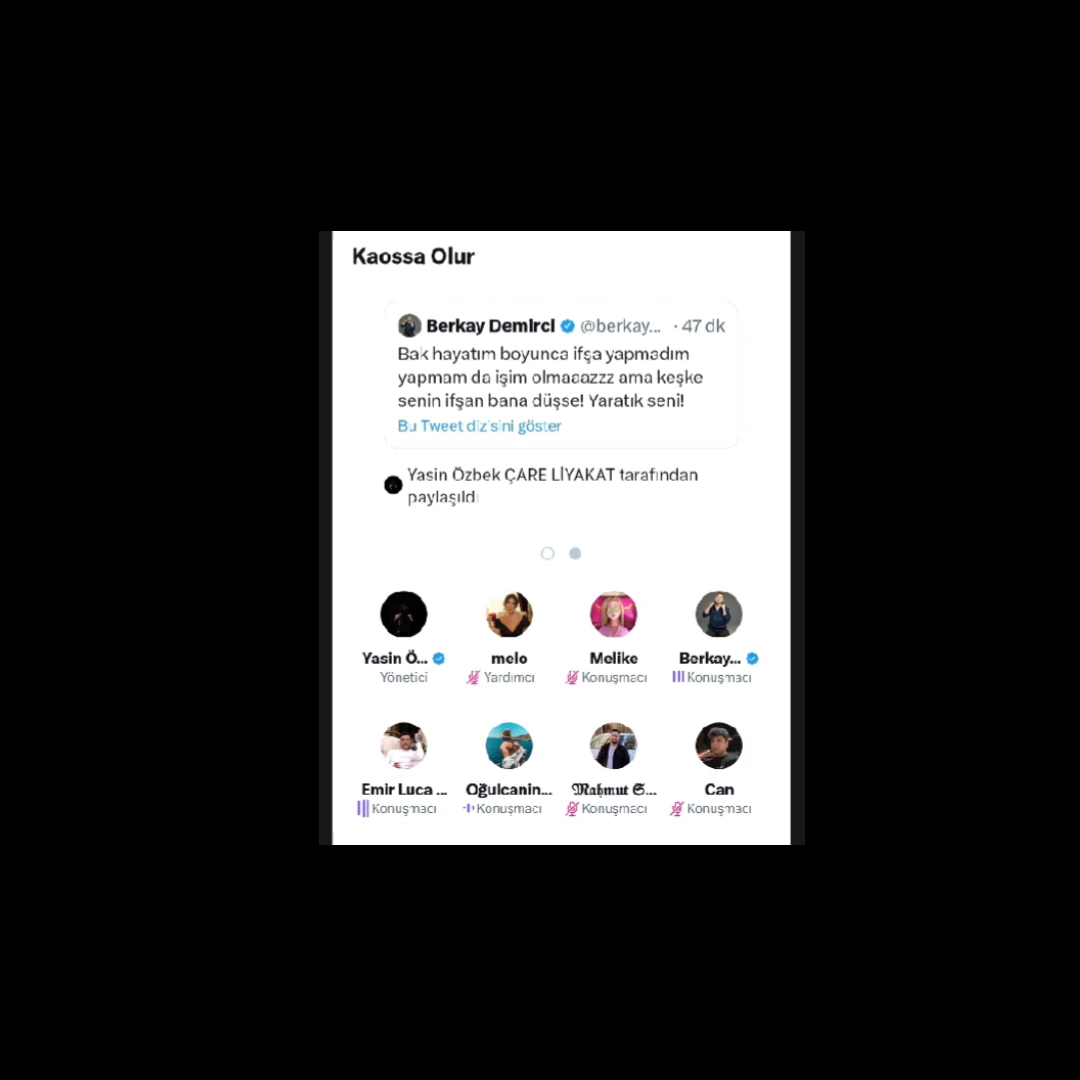 Kaossa Olur
Berkay Demirci @berkay... · 47 dk
Bak hayatım boyunca ifşa yapmadım
yapmam da işim olmaaazzz ama keşke
senin ifşan bana düşse! Yaratık seni!
Bu Tweet dizisini göster
Yasin Özbek ÇARE LİYAKAT tarafından
paylaşıldı
Yasin Ö... melo Melike Berkay...
Yönetici Yardımcı Konuşmacı Konuşmacı
Emir Luca ... Oğulcanin... 𝕸𝖆𝖍𝖒𝖚𝖙 𝕾... Can
Konuşmacı Konuşmacı Konuşmacı Konuşmacı